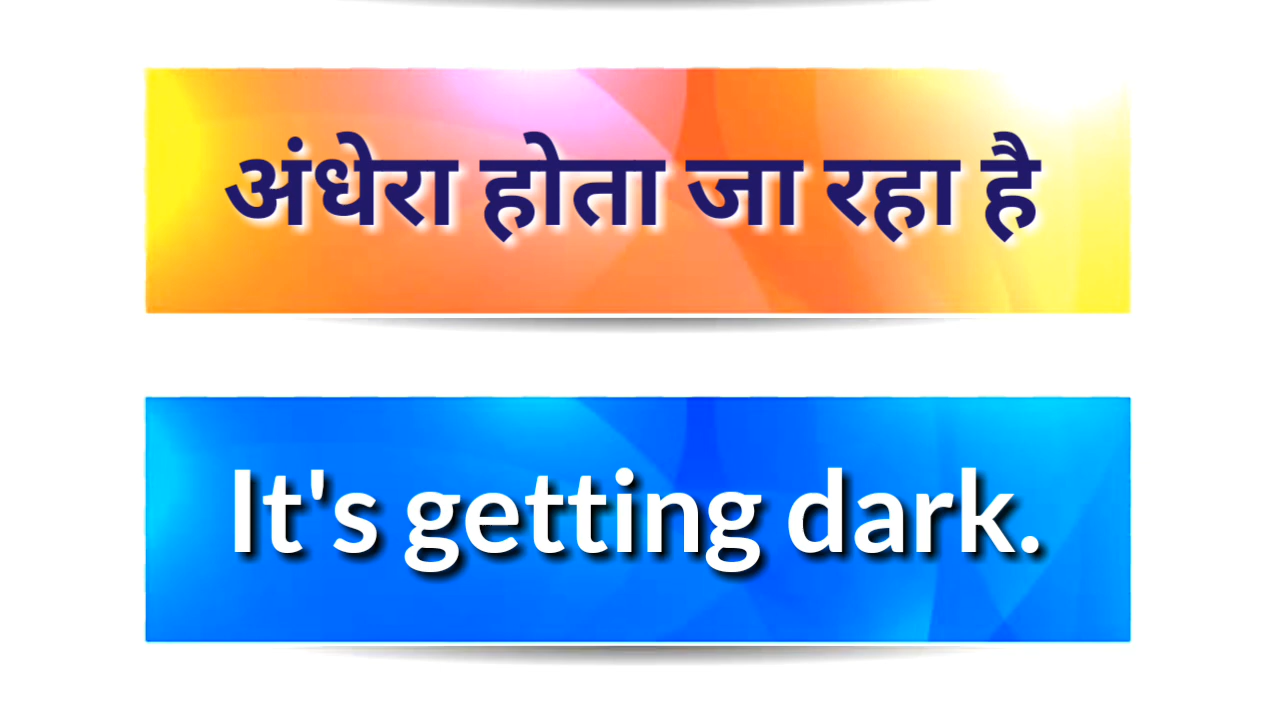 अंधेरा होता जा रहा है
It's getting dark.